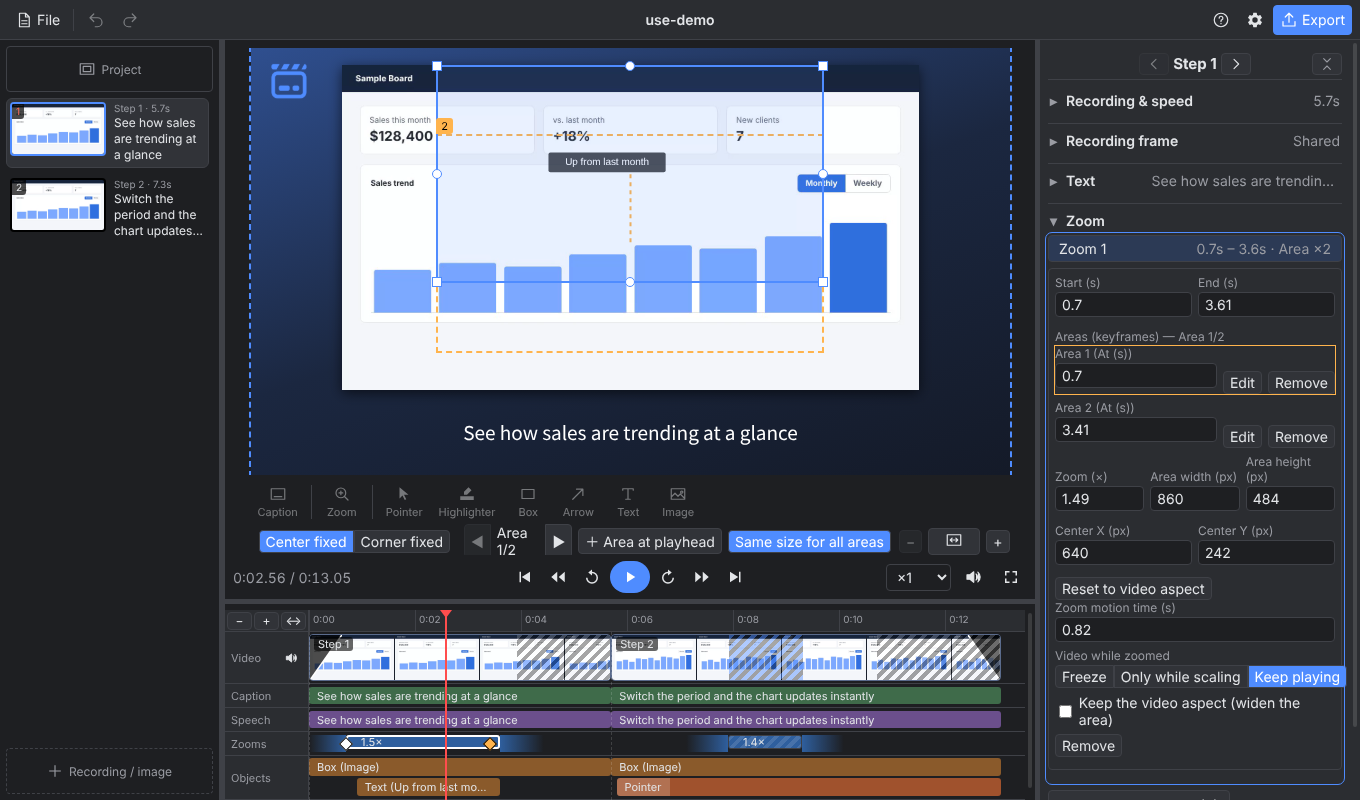 File
use-demo
Export
Project
1
Step 1 · 5.7s
See how sales
are trending at
a glance
2
Step 2 · 7.3s
Switch the
period and the
chart updates...
Recording / image
Sample Board
Sales this month
$128,400
vs. last month
+18%
New clients
7
2
Up from last month
Sales trend
Monthly
Weekly
See how sales are trending at a glance
Caption
Zoom
Pointer
Highlighter
Box
Arrow
Text
Image
Center fixed
Corner fixed
Area
1/2
+ Area at playhead
Same size for all areas
−
+
0:02.56 / 0:13.05
×1
−
+
0:00
0:02
0:04
0:06
0:08
0:10
0:12
Video
Step 1
Step 2
Caption
See how sales are trending at a glance
Switch the period and the chart updates instantly
Speech
See how sales are trending at a glance
Switch the period and the chart updates instantly
Zooms
1.5×
1.4×
Objects
Box (Image)
Box (Image)
Text (Up from last mo...
Pointer
Step 1
Recording & speed
5.7s
Recording frame
Shared
Text
See how sales are trendin...
Zoom
Zoom 1
0.7s – 3.6s · Area ×2
Start (s)
End (s)
0.7
3.61
Areas (keyframes) — Area 1/2
Area 1 (At (s))
0.7
Edit
Remove
Area 2 (At (s))
3.41
Edit
Remove
Zoom (×)
Area width (px)
Area height
(px)
1.49
860
484
Center X (px)
Center Y (px)
640
242
Reset to video aspect
Zoom motion time (s)
0.82
Video while zoomed
Freeze
Only while scaling
Keep playing
Keep the video aspect (widen the
area)
Remove